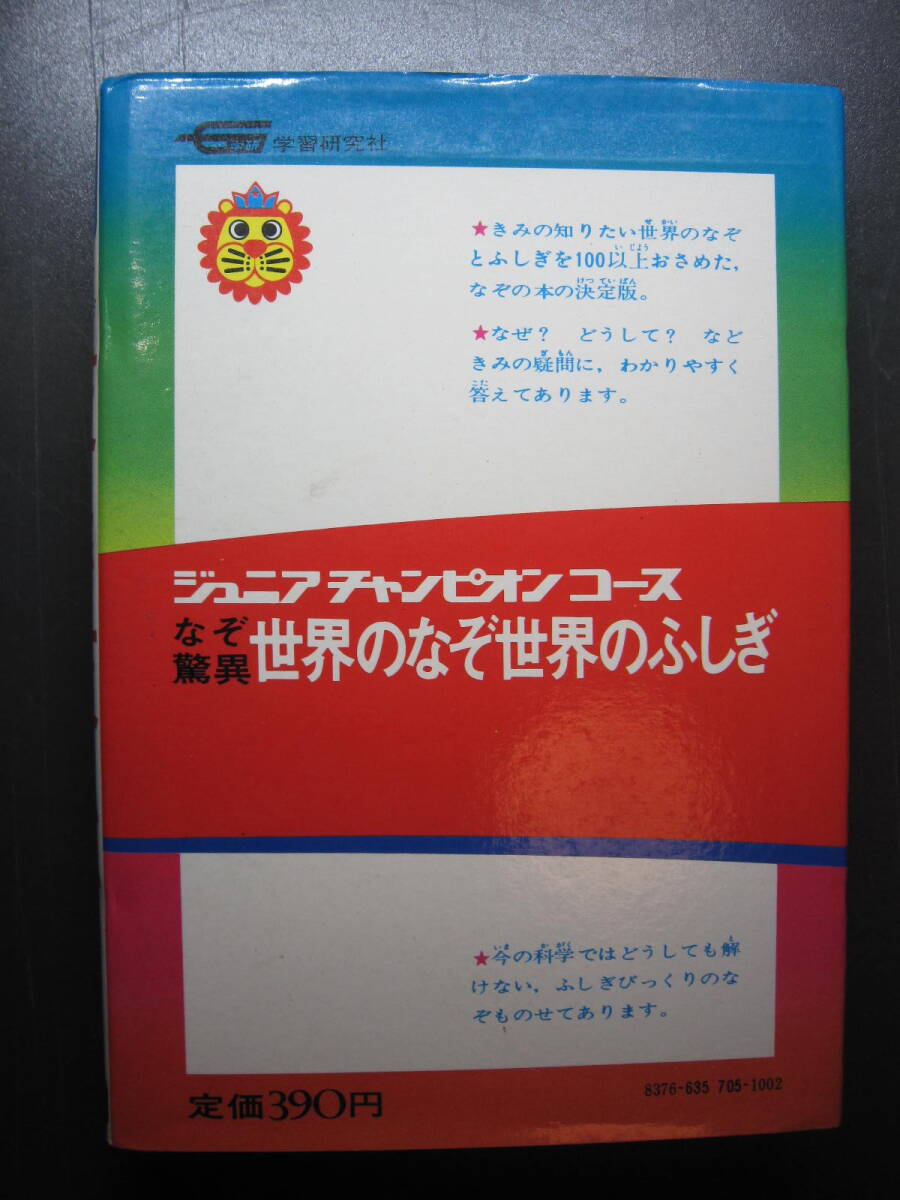 学習研究社
★きみの知りたい世界のなぞ
とふしぎを100以上おさめた,
なぞの本の決定版。
★なぜ？　どうして？　など
きみの疑問に, わかりやすく
答えてあります。
ジュニアチャンピオンコース
なぞ
驚異
世界のなぞ世界のふしぎ
★今の科学ではどうしても解
けない, ふしぎびっくりのな
ぞものせてあります。
8376-635 705-1002
定価390円